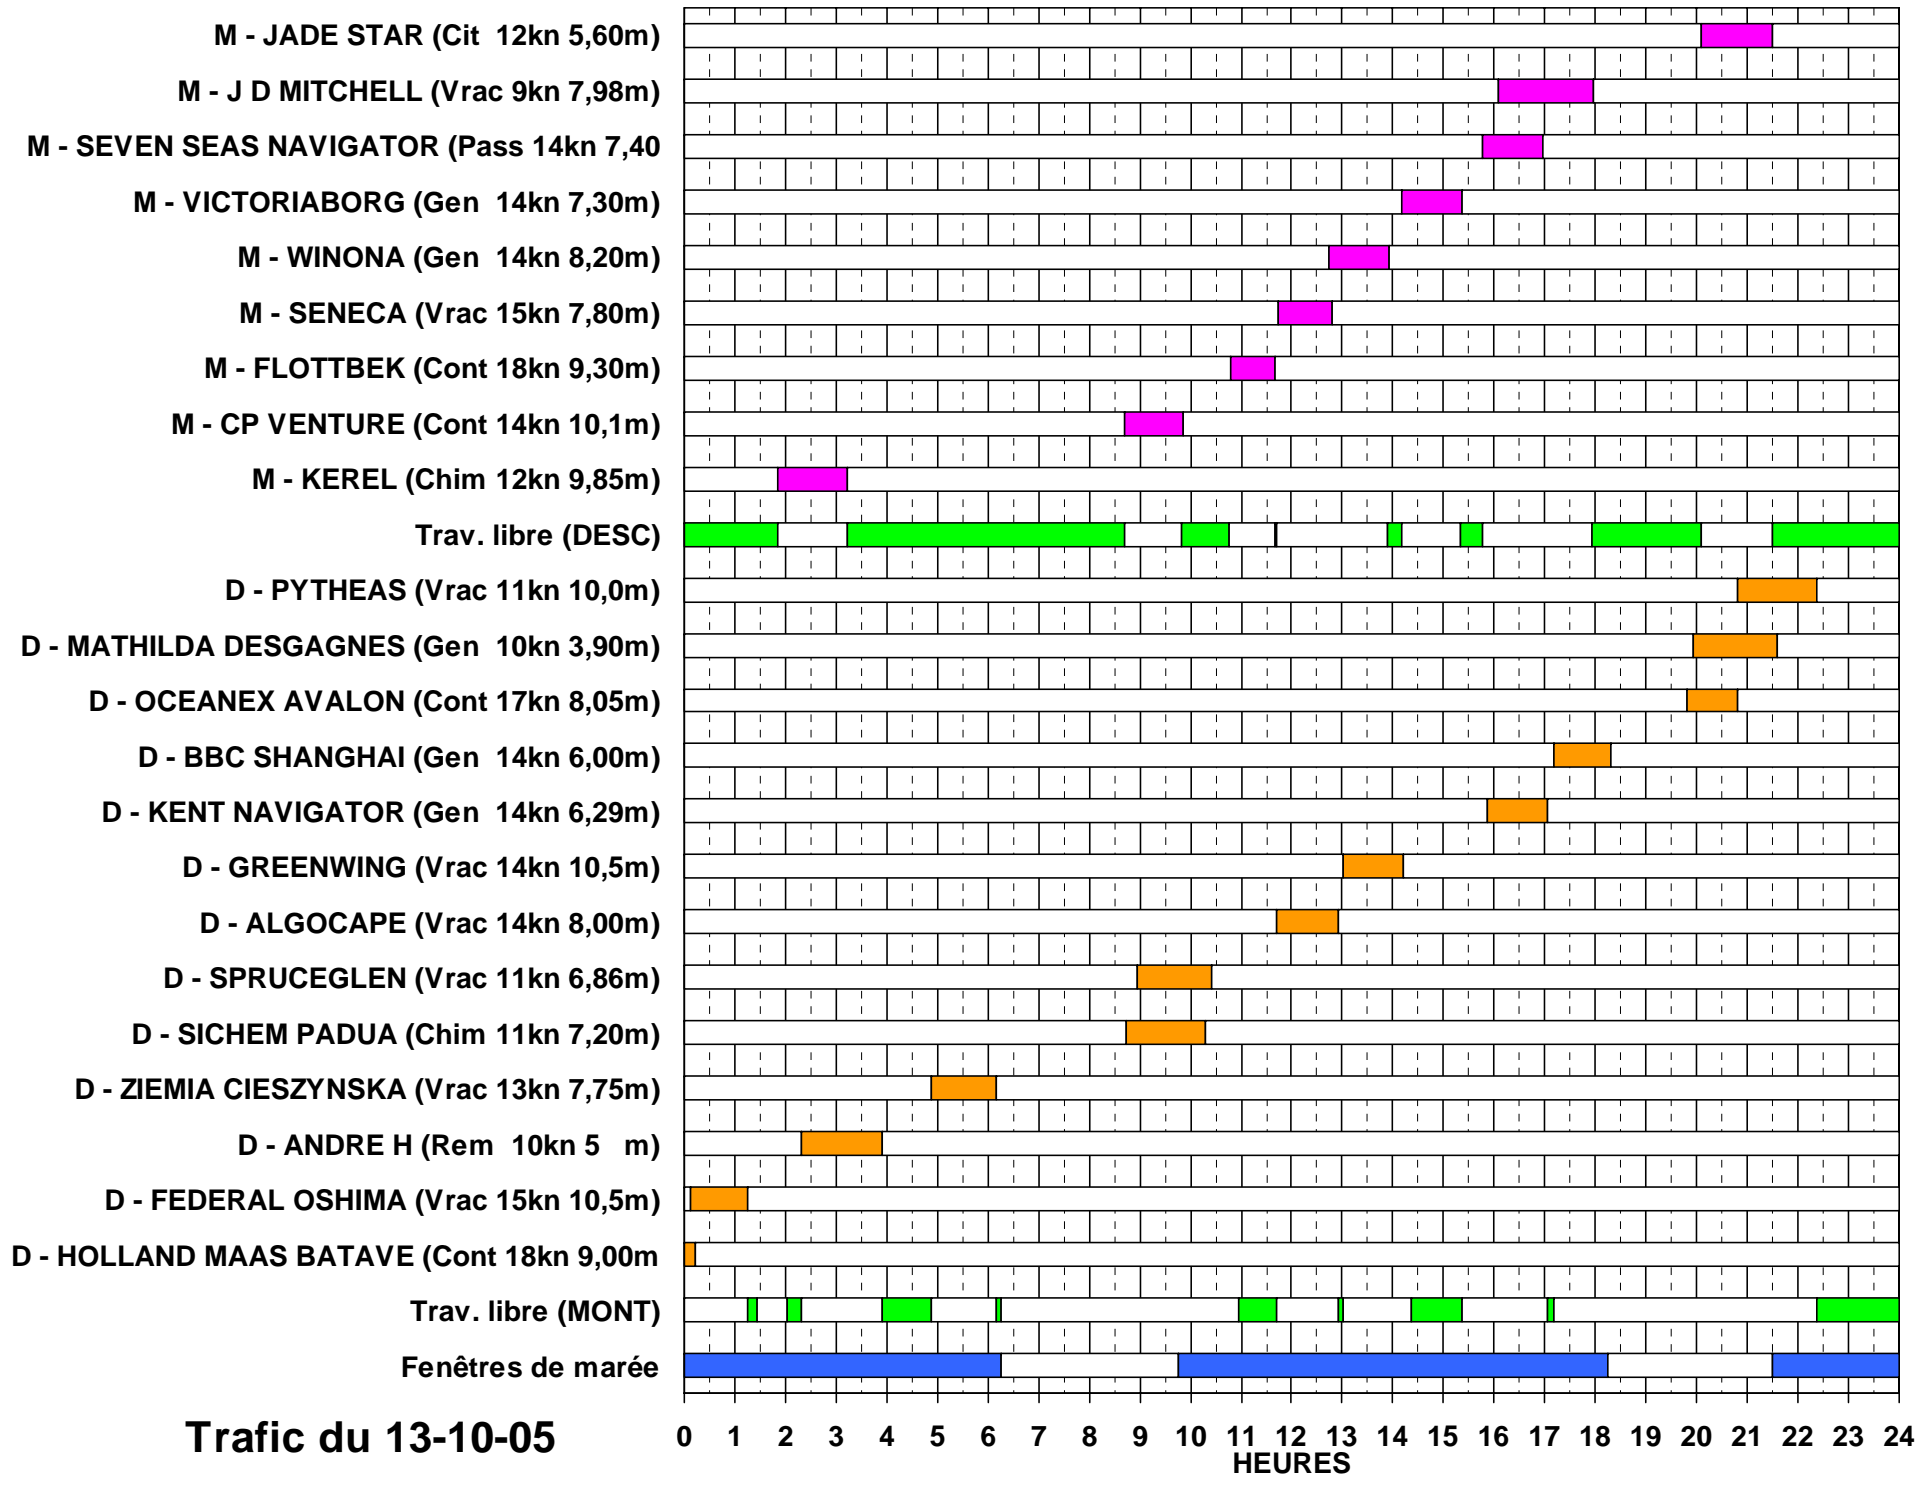 M - JADE STAR (Cit  12kn 5,60m)
M - J D MITCHELL (Vrac 9kn 7,98m)
M - SEVEN SEAS NAVIGATOR (Pass 14kn 7,40
M - VICTORIABORG (Gen  14kn 7,30m)
M - WINONA (Gen  14kn 8,20m)
M - SENECA (Vrac 15kn 7,80m)
M - FLOTTBEK (Cont 18kn 9,30m)
M - CP VENTURE (Cont 14kn 10,1m)
M - KEREL (Chim 12kn 9,85m)
Trav. libre (DESC)
D - PYTHEAS (Vrac 11kn 10,0m)
D - MATHILDA DESGAGNES (Gen  10kn 3,90m)
D - OCEANEX AVALON (Cont 17kn 8,05m)
D - BBC SHANGHAI (Gen  14kn 6,00m)
D - KENT NAVIGATOR (Gen  14kn 6,29m)
D - GREENWING (Vrac 14kn 10,5m)
D - ALGOCAPE (Vrac 14kn 8,00m)
D - SPRUCEGLEN (Vrac 11kn 6,86m)
D - SICHEM PADUA (Chim 11kn 7,20m)
D - ZIEMIA CIESZYNSKA (Vrac 13kn 7,75m)
D - ANDRE H (Rem  10kn 5   m)
D - FEDERAL OSHIMA (Vrac 15kn 10,5m)
D - HOLLAND MAAS BATAVE (Cont 18kn 9,00m
Trav. libre (MONT)
Fenêtres de marée
0 1 2 3 4 5 6 7 8 9 10 11 12 13 14 15 16 17 18 19 20 21 22 23 24
HEURES
Trafic du 13-10-05